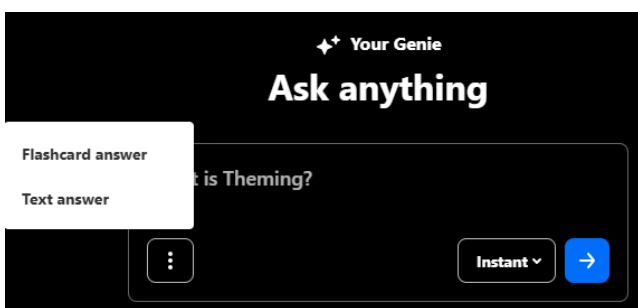 Your Genie
Ask anything
Flashcard answer
Text answer
is Theming?
Instant